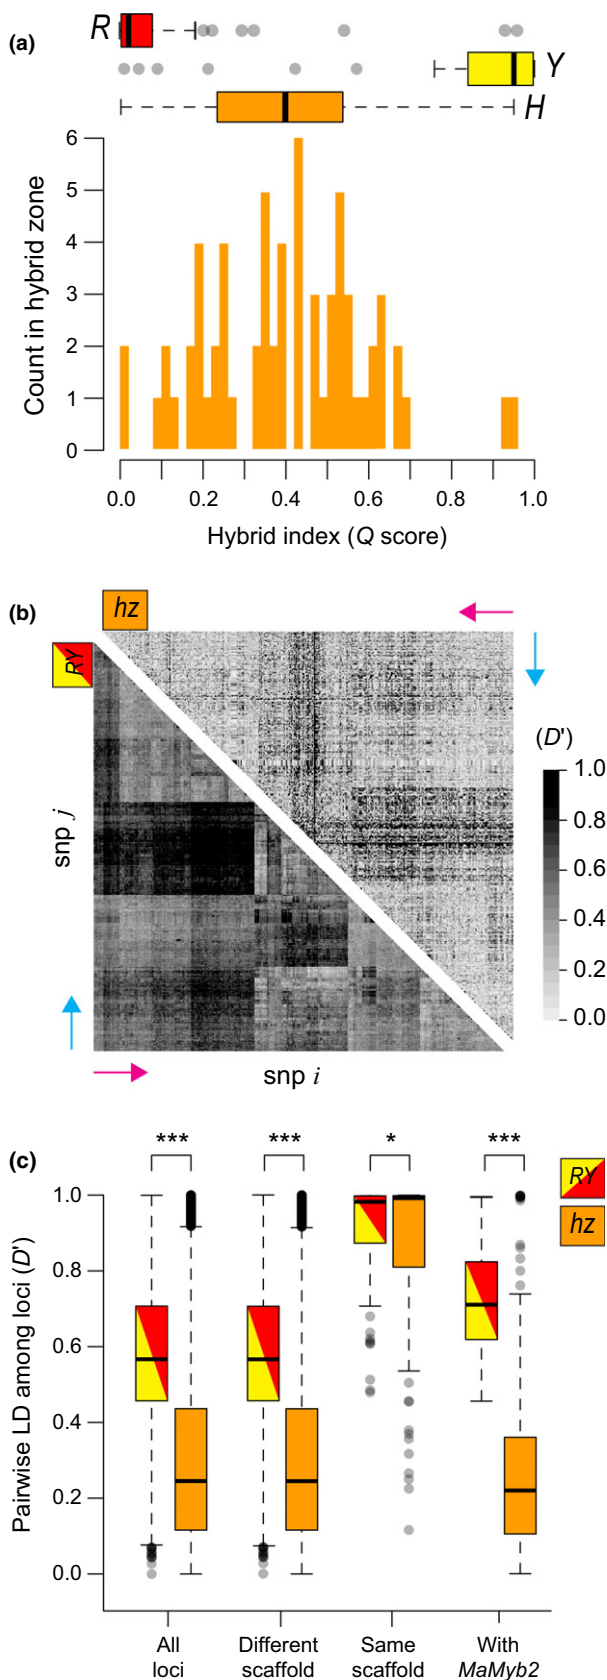 (a)
R
Y
H
6
5
4
3
2
1
0
Count in hybrid zone
0.0 0.2 0.4 0.6 0.8 1.0
Hybrid index (Q score)
(b)
hz
RY
snp j
snp i
(D')
1.0
0.8
0.6
0.4
0.2
0.0
(c)
*** *** * ***
RY
hz
1.0
0.8
0.6
0.4
0.2
0.0
Pairwise LD among loci (D')
All Different Same With
loci scaffold scaffold MaMyb2